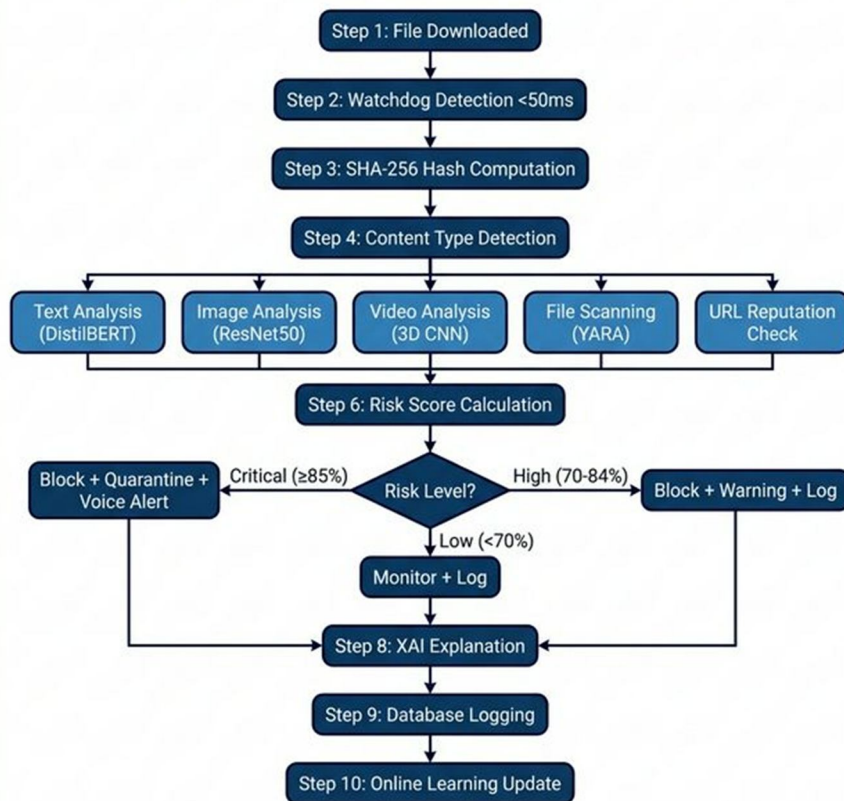 Step 1: File Downloaded
Step 2: Watchdog Detection <50ms
Step 3: SHA-256 Hash Computation
Step 4: Content Type Detection
Text Analysis
(DistilBERT)
Image Analysis
(ResNet50)
Video Analysis
(3D CNN)
File Scanning
(YARA)
URL Reputation
Check
Step 6: Risk Score Calculation
Block + Quarantine +
Voice Alert
Critical (≥85%)
Risk Level?
High (70-84%)
Block + Warning + Log
Low (<70%)
Monitor + Log
Step 8: XAI Explanation
Step 9: Database Logging
Step 10: Online Learning Update